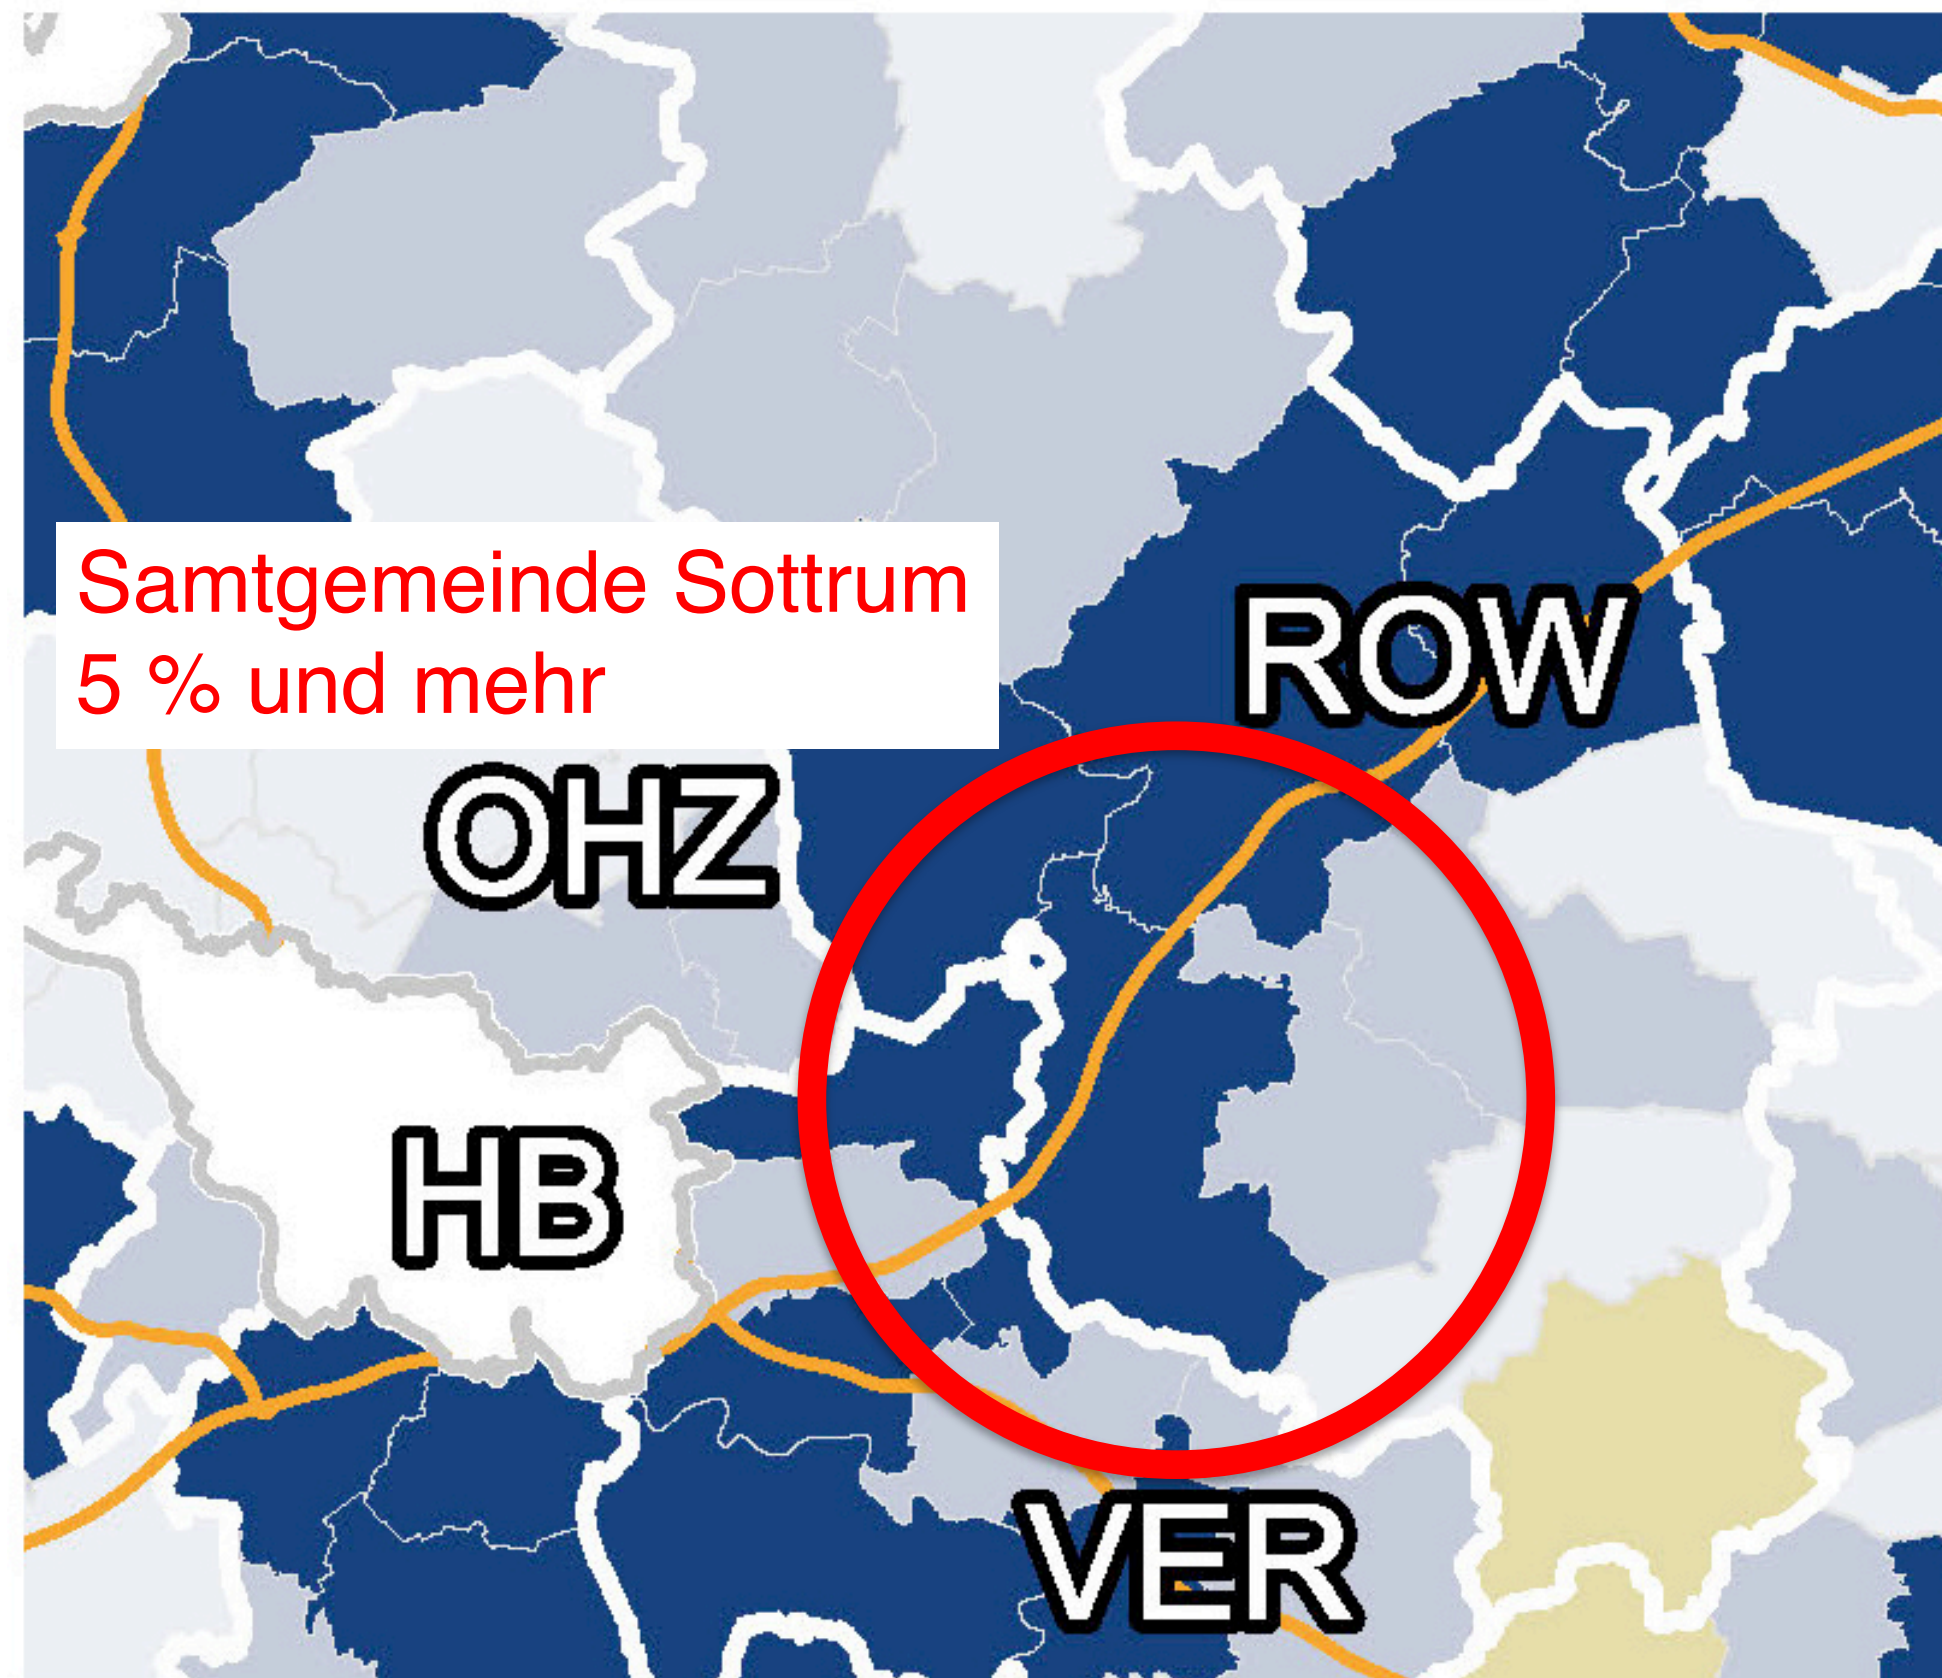 Samtgemeinde Sottrum
5 % und mehr
ROW
OHZ
HB
VER